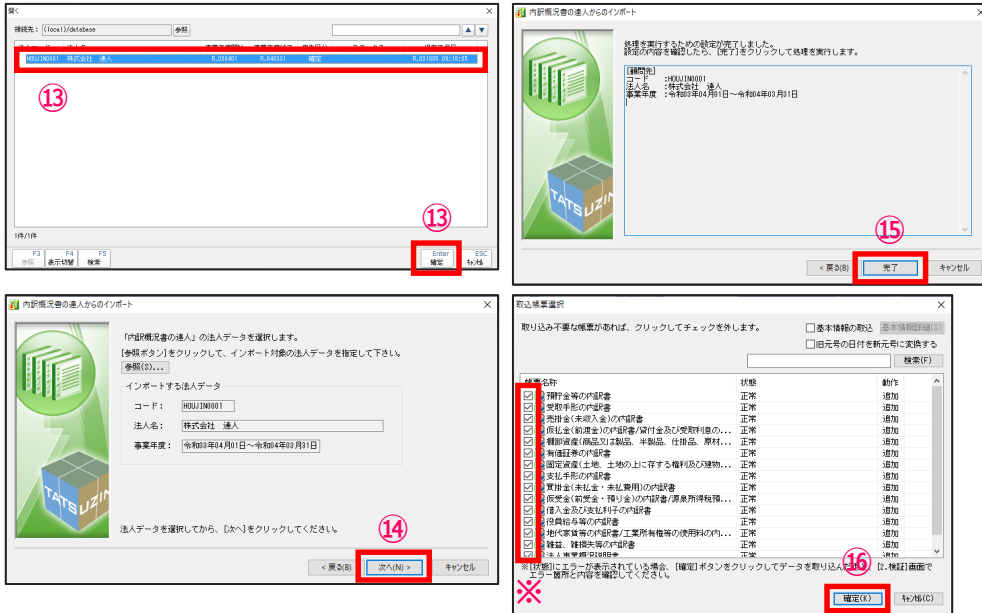 開く
接続先： (local)/database
参照
▲ ▼
HOUJIN0001 株式会社 達人 R.030401 R.040331 確定
⑬
⑬
1件/1件
F3 参照
F4 表示切替
F5 検索
Enter 確定
ESC ｷｬﾝｾﾙ
内訳概況書の達人からのインポート
処理を実行するための設定が完了しました。
設定の内容を確認したら、[完了]をクリックして処理を実行します。
[顧問先]
コード :HOUJIN0001
法人名 :株式会社 達人
事業年度 :令和03年04月01日～令和04年03月31日
TATSUZIN
⑮
< 戻る(B)
完了
キャンセル
内訳概況書の達人からのインポート
「内訳概況書の達人」の法人データを選択します。
[参照ボタン]をクリックして、インポート対象の法人データを指定して下さい。
参照(S)...
インポートする法人データ
コード： HOUJIN0001
法人名： 株式会社 達人
事業年度： 令和03年04月01日～令和04年03月31日
TATSUZIN
法人データを選択してから、[次へ]をクリックしてください。
⑭
< 戻る(B)
次へ(N) >
キャンセル
取込帳票選択
取り込み不要な帳票があれば、クリックしてチェックを外します。
基本情報の取込
基本情報詳細(S)
旧元号の日付を新元号に変換する
検索(F)
帳票名称 状態 動作
預貯金等の内訳書 正常 追加
受取手形の内訳書 正常 追加
売掛金(未収入金)の内訳書 正常 追加
仮払金(前渡金)の内訳書/貸付金及び受取利息の... 正常 追加
棚卸資産(商品又は製品、半製品、仕掛品、原材... 正常 追加
有価証券の内訳書 正常 追加
固定資産(土地、土地の上に存する権利及び建物... 正常 追加
支払手形の内訳書 正常 追加
買掛金(未払金・未払費用)の内訳書 正常 追加
仮受金(前受金・預り金)の内訳書/源泉所得税預... 正常 追加
借入金及び支払利子の内訳書 正常 追加
役員給与等の内訳書 正常 追加
地代家賃等の内訳書/工業所有権等の使用料の内... 正常 追加
雑益、雑損失等の内訳書 正常 追加
法人事業概況説明書 正常 追加
※[状態]にエラーが表示されている場合、[確定]ボタンをクリックしてデータを取り込んだ [2.検証]画面で
エラー箇所と内容を確認してください。
⑯
※
確定(K)
ｷｬﾝｾﾙ(C)